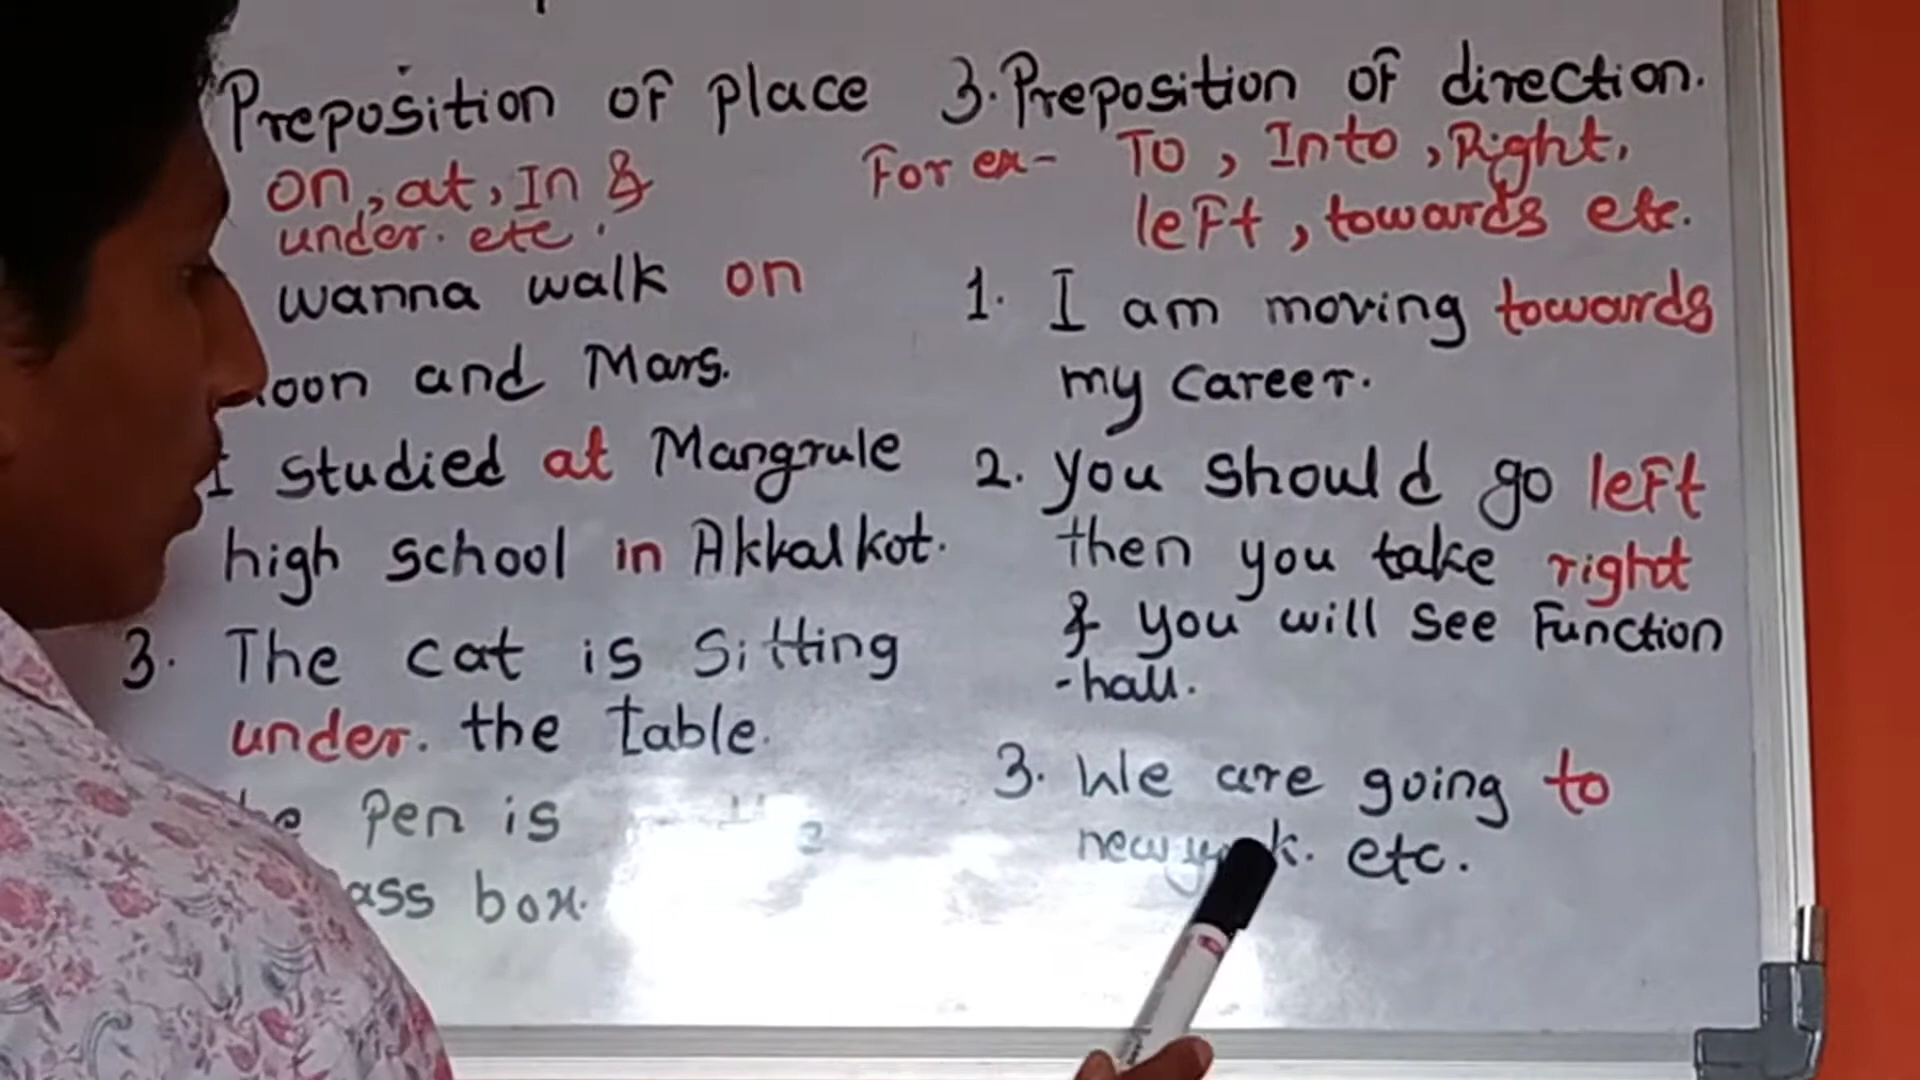 Preposition of place
on, at, In &
under. etc.
wanna walk on
and Mars.
I studied at Mangrule
high school in Akkalkot.
3. The cat is sitting
under. the table.
Pen is
box.
3. Preposition of direction.
For ex- To, Into, Right,
left, towards etc.
1. I am moving towards
my career.
2. you should go left
then you take right
& you will see Function
-hall.
3. We are going to
etc.